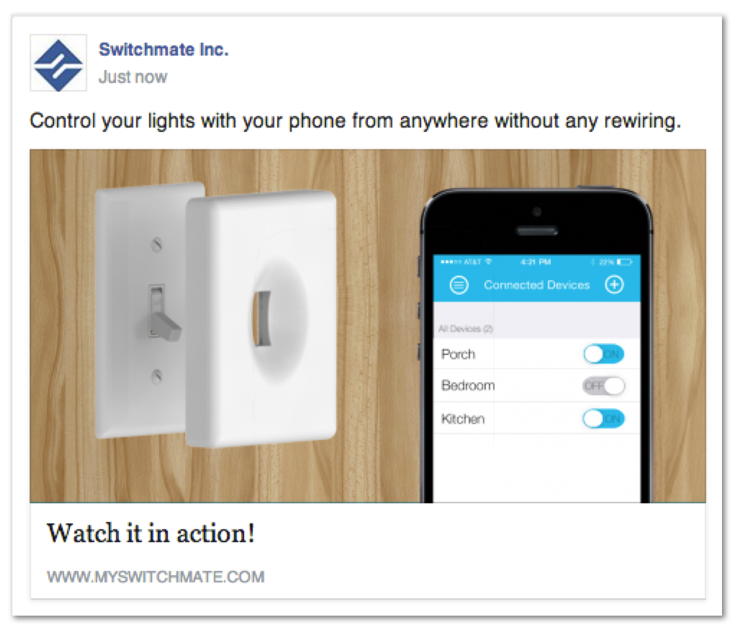 Switchmate Inc.
Just now
Control your lights with your phone from anywhere without any rewiring.
AT&T 4:21 PM 22%
Connected Devices
All Devices (2)
Porch ON
Bedroom OFF
Kitchen ON
Watch it in action!
WWW.MYSWITCHMATE.COM